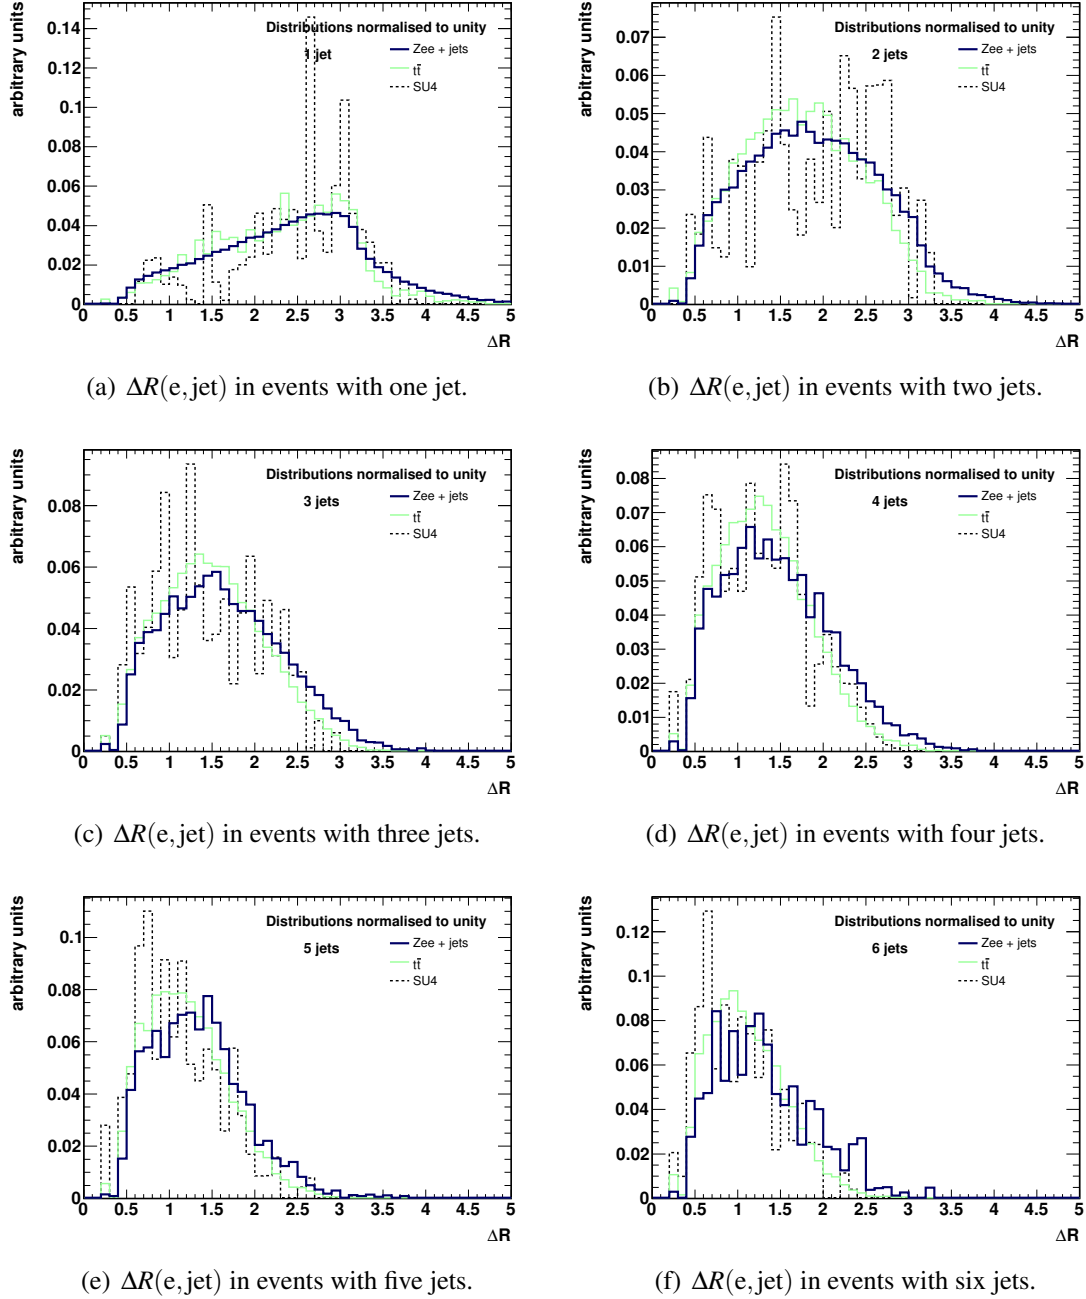 arbitrary units
0.14
0.12
0.1
0.08
0.06
0.04
0.02
0
Distributions normalised to unity
1 jet
Zee + jets
tt̄
SU4
0 0.5 1 1.5 2 2.5 3 3.5 4 4.5 5
ΔR
(a) ΔR(e, jet) in events with one jet.
arbitrary units
0.07
0.06
0.05
0.04
0.03
0.02
0.01
0
Distributions normalised to unity
2 jets
Zee + jets
tt̄
SU4
0 0.5 1 1.5 2 2.5 3 3.5 4 4.5 5
ΔR
(b) ΔR(e, jet) in events with two jets.
arbitrary units
0.08
0.06
0.04
0.02
0
Distributions normalised to unity
3 jets
Zee + jets
tt̄
SU4
0 0.5 1 1.5 2 2.5 3 3.5 4 4.5 5
ΔR
(c) ΔR(e, jet) in events with three jets.
arbitrary units
0.08
0.07
0.06
0.05
0.04
0.03
0.02
0.01
0
Distributions normalised to unity
4 jets
Zee + jets
tt̄
SU4
0 0.5 1 1.5 2 2.5 3 3.5 4 4.5 5
ΔR
(d) ΔR(e, jet) in events with four jets.
arbitrary units
0.1
0.08
0.06
0.04
0.02
0
Distributions normalised to unity
5 jets
Zee + jets
tt̄
SU4
0 0.5 1 1.5 2 2.5 3 3.5 4 4.5 5
ΔR
(e) ΔR(e, jet) in events with five jets.
arbitrary units
0.12
0.1
0.08
0.06
0.04
0.02
0
Distributions normalised to unity
6 jets
Zee + jets
tt̄
SU4
0 0.5 1 1.5 2 2.5 3 3.5 4 4.5 5
ΔR
(f) ΔR(e, jet) in events with six jets.